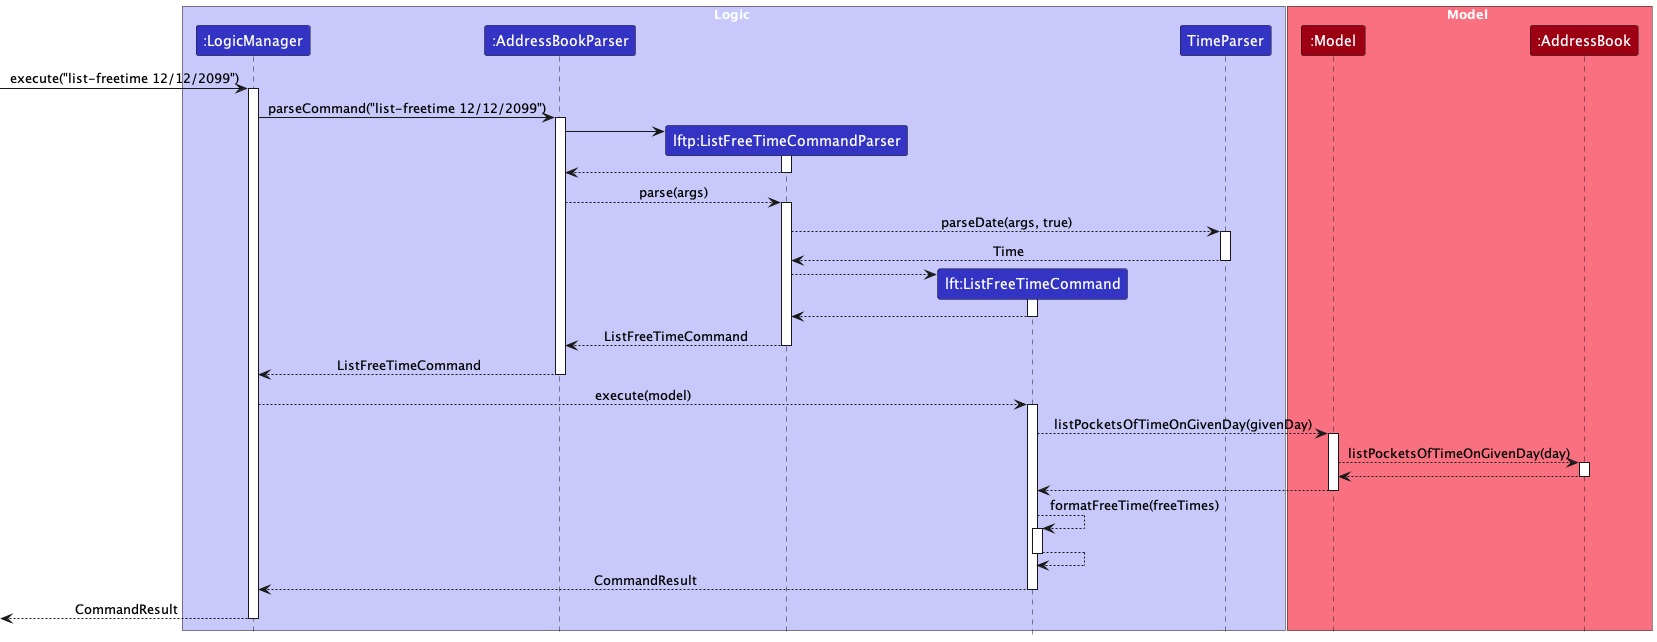 Logic
Model
:LogicManager
:AddressBookParser
TimeParser
:Model
:AddressBook
execute("list-freetime 12/12/2099")
parseCommand("list-freetime 12/12/2099")
lftp:ListFreeTimeCommandParser
parse(args)
parseDate(args, true)
Time
lft:ListFreeTimeCommand
ListFreeTimeCommand
ListFreeTimeCommand
execute(model)
listPocketsOfTimeOnGivenDay(givenDay)
listPocketsOfTimeOnGivenDay(day)
formatFreeTime(freeTimes)
CommandResult
CommandResult